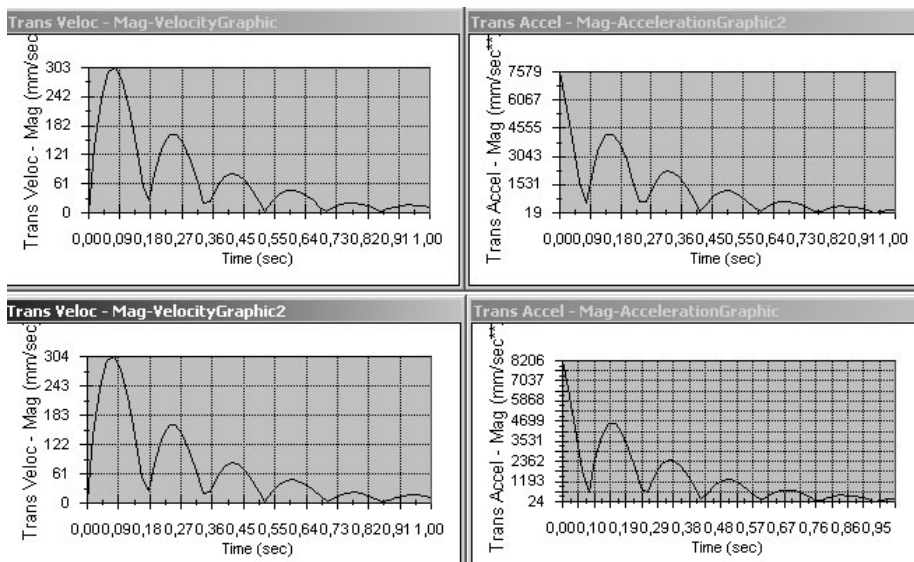 Trans Veloc - Mag-VelocityGraphic
Trans Veloc - Mag (mm/sec)
303
242
182
121
61
0
0,000,090,180,270,360,450,550,640,730,820,911,00
Time (sec)
Trans Accel - Mag-AccelerationGraphic2
Trans Accel - Mag (mm/sec**
7579
6067
4555
3043
1531
19
0,000,090,180,270,360,450,550,640,730,820,911,00
Time (sec)
Trans Veloc - Mag-VelocityGraphic2
Trans Veloc - Mag (mm/sec)
304
243
183
122
61
0
0,000,090,180,270,360,450,550,640,730,820,911,00
Time (sec)
Trans Accel - Mag-AccelerationGraphic
Trans Accel - Mag (mm/sec**
8206
7037
5868
4699
3531
2362
1193
24
0,000,100,190,290,380,480,570,670,760,860,95
Time (sec)